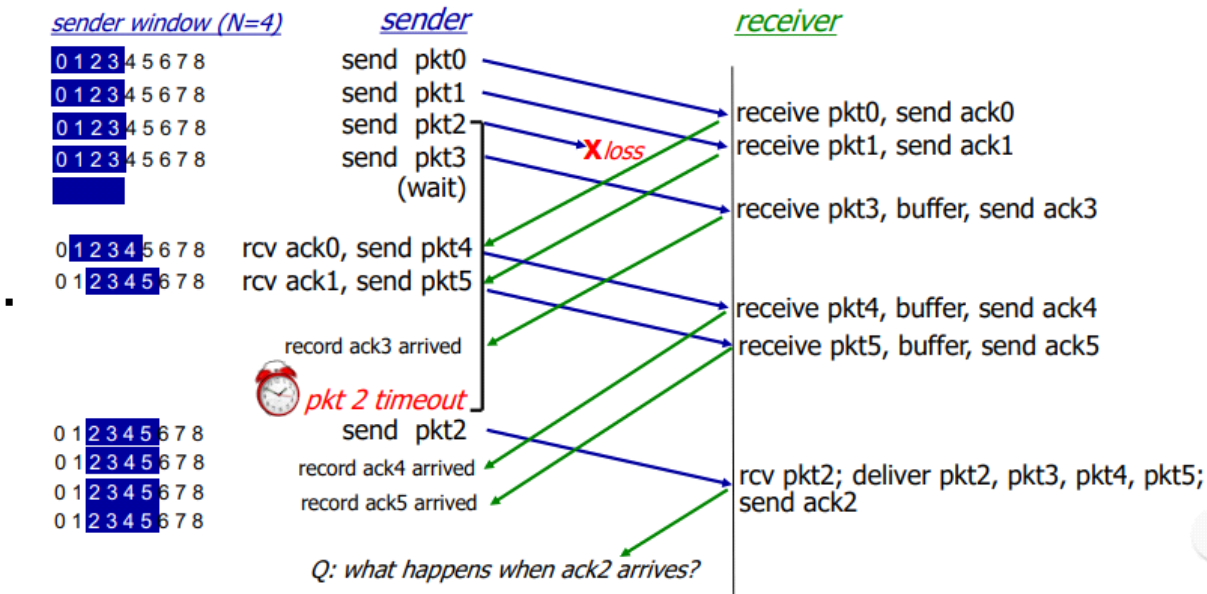 sender window (N=4) sender receiver
0 1 2 3 4 5 6 7 8 send pkt0
0 1 2 3 4 5 6 7 8 send pkt1
receive pkt0, send ack0
0 1 2 3 4 5 6 7 8 send pkt2
X loss
receive pkt1, send ack1
0 1 2 3 4 5 6 7 8 send pkt3
(wait)
receive pkt3, buffer, send ack3
0 1 2 3 4 5 6 7 8 rcv ack0, send pkt4
0 1 2 3 4 5 6 7 8 rcv ack1, send pkt5
receive pkt4, buffer, send ack4
record ack3 arrived
receive pkt5, buffer, send ack5
pkt 2 timeout
0 1 2 3 4 5 6 7 8 send pkt2
0 1 2 3 4 5 6 7 8 record ack4 arrived
rcv pkt2; deliver pkt2, pkt3, pkt4, pkt5;
send ack2
0 1 2 3 4 5 6 7 8 record ack5 arrived
0 1 2 3 4 5 6 7 8
Q: what happens when ack2 arrives?